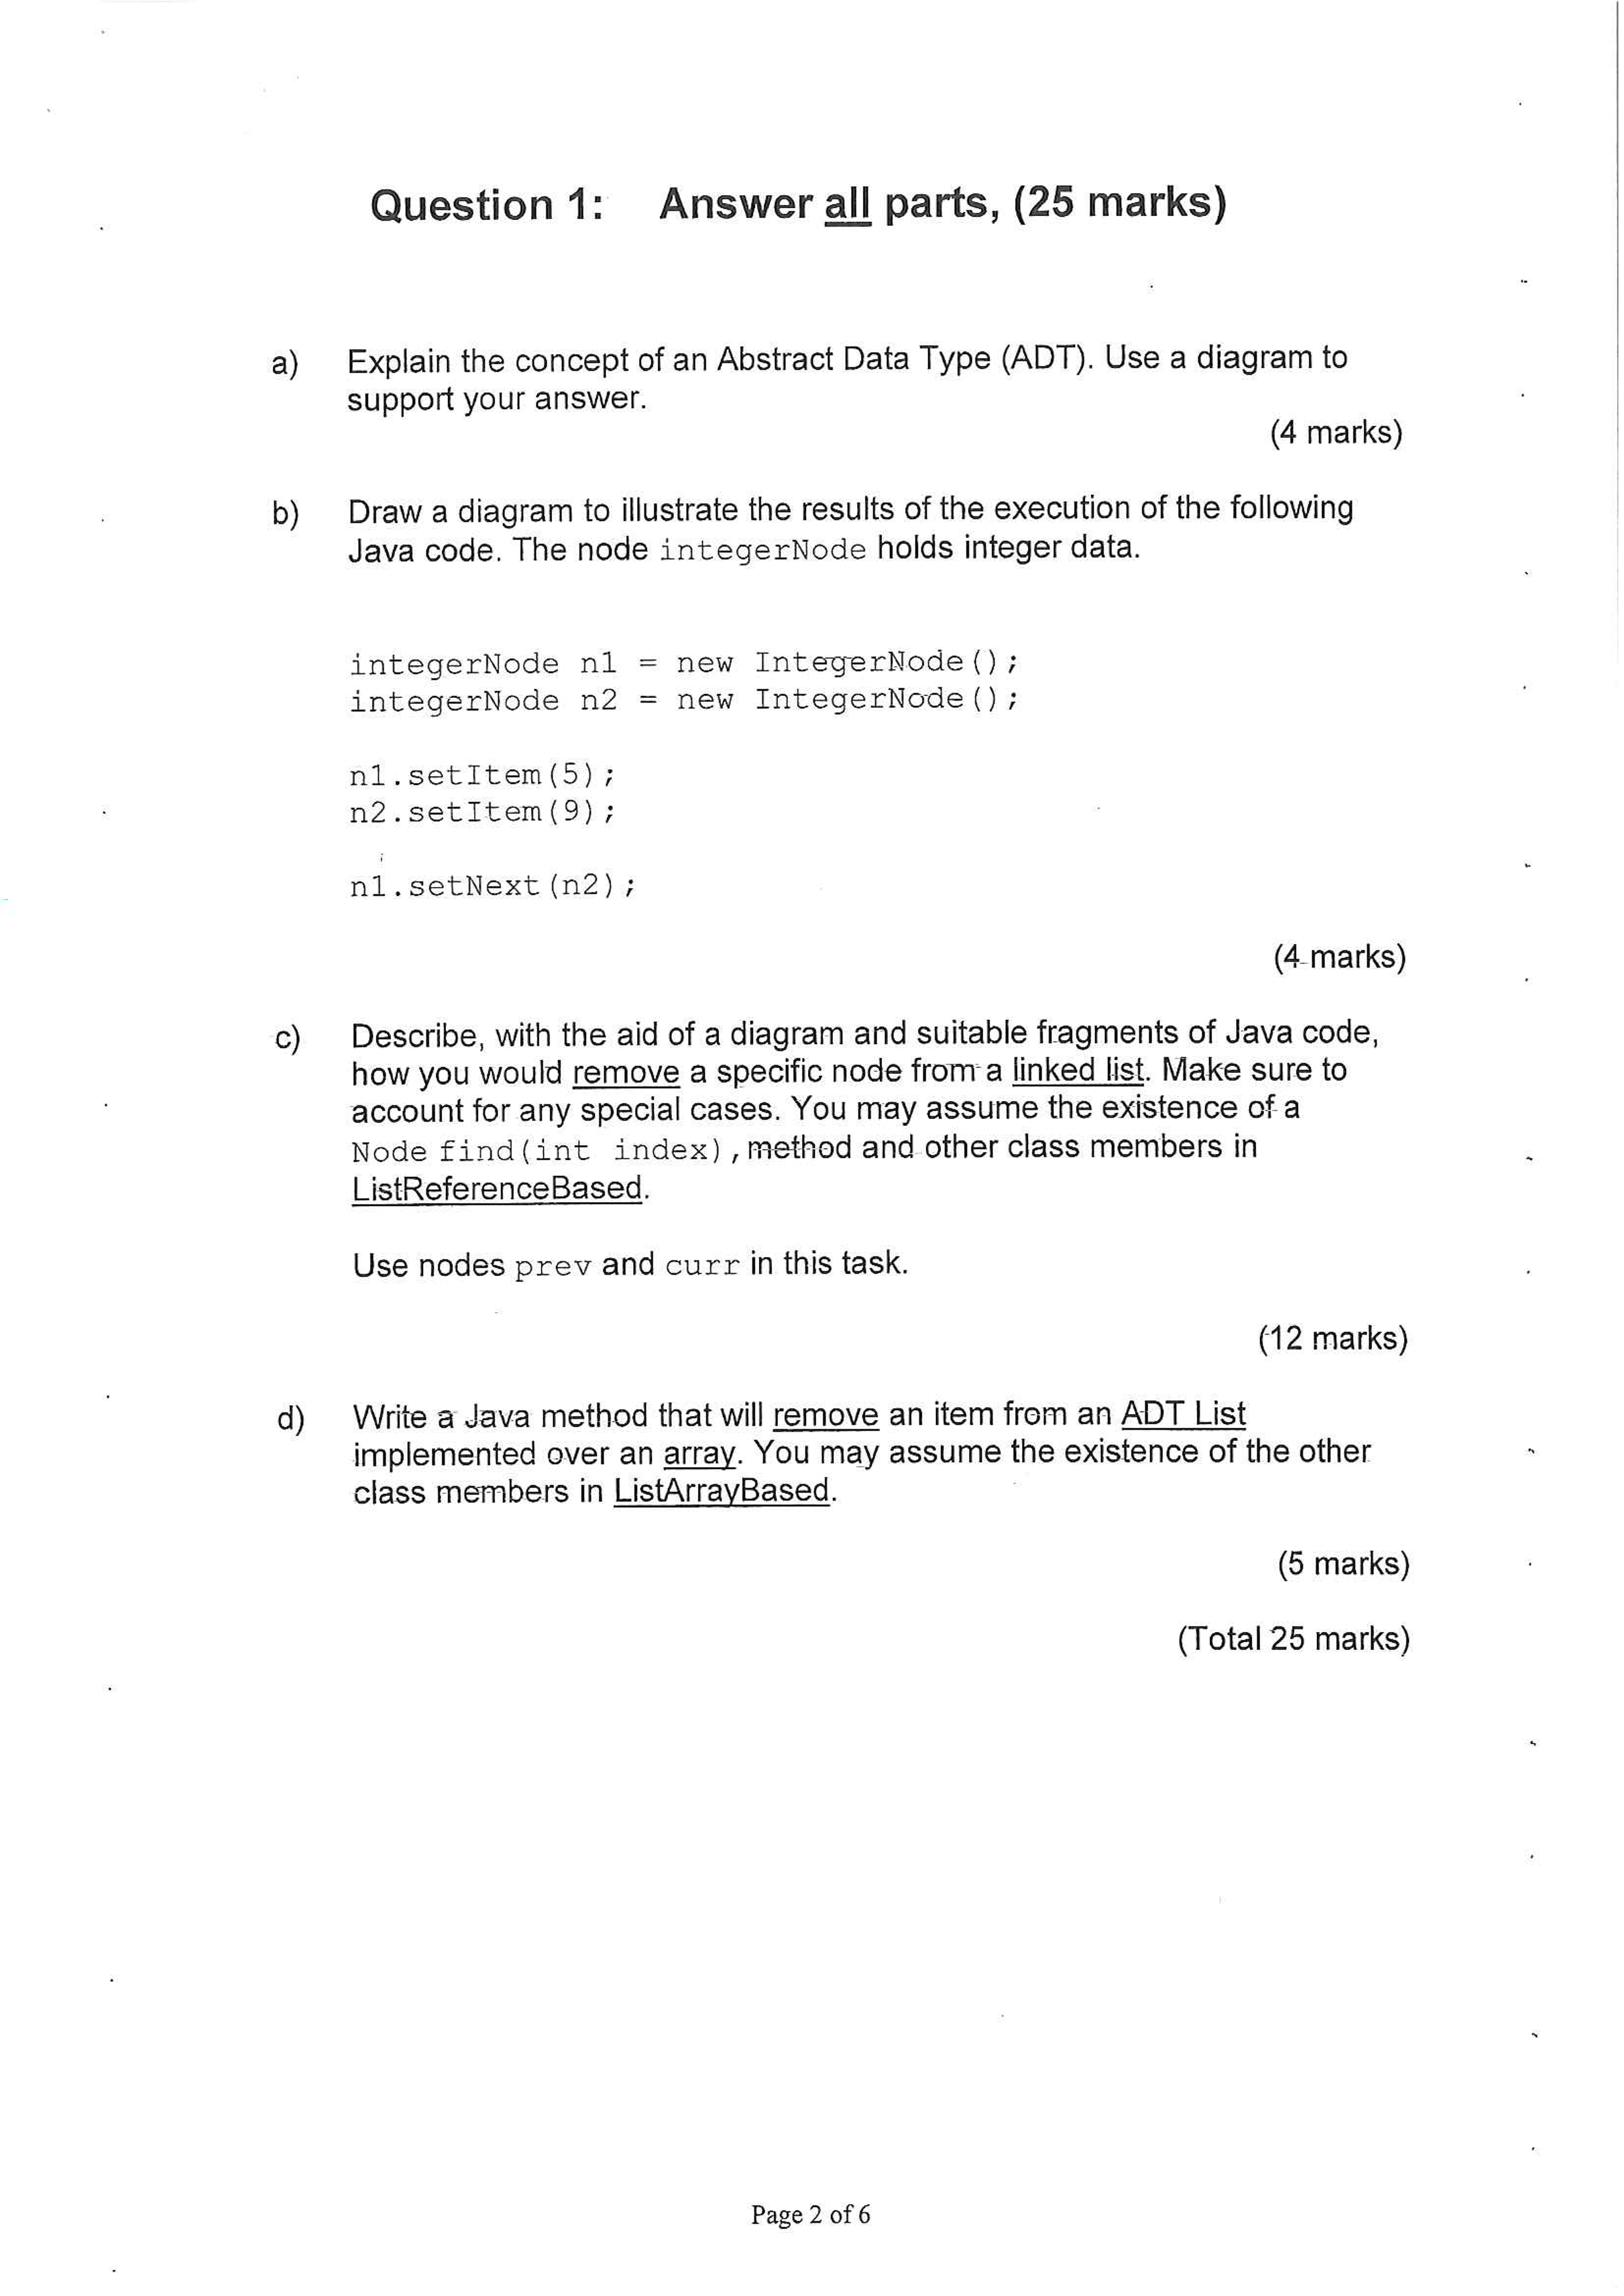 Question 1: Answer all parts, (25 marks)
a) Explain the concept of an Abstract Data Type (ADT). Use a diagram to
support your answer.
(4 marks)
b) Draw a diagram to illustrate the results of the execution of the following
Java code. The node integerNode holds integer data.
integerNode n1 = new IntegerNode();
integerNode n2 = new IntegerNode();
n1.setItem(5);
n2.setItem(9);
n1.setNext(n2);
(4 marks)
c) Describe, with the aid of a diagram and suitable fragments of Java code,
how you would remove a specific node from a linked list. Make sure to
account for any special cases. You may assume the existence of a
Node find(int index), method and other class members in
ListReferenceBased.
Use nodes prev and curr in this task.
(12 marks)
d) Write a Java method that will remove an item from an ADT List
implemented over an array. You may assume the existence of the other
class members in ListArrayBased.
(5 marks)
(Total 25 marks)
Page 2 of 6